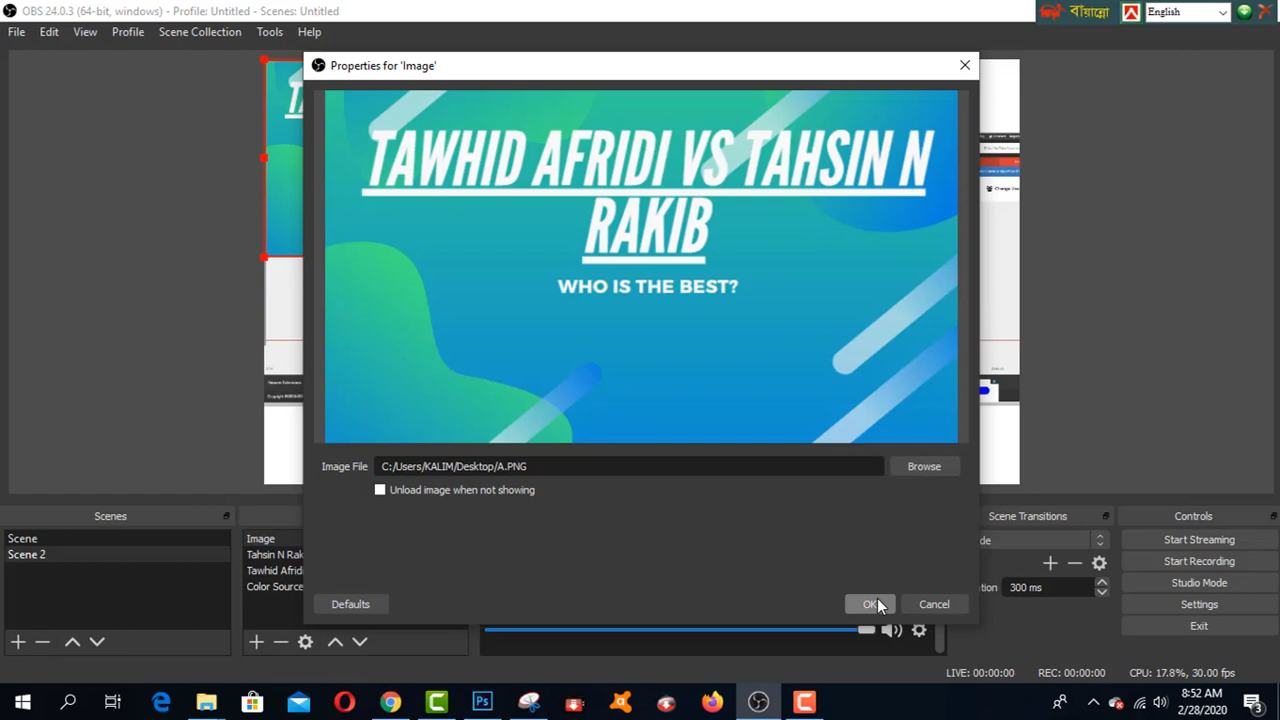 OBS 24.0.3 (64-bit, windows) - Profile: Untitled - Scenes: Untitled
বায়ান্নো
English
File Edit View Profile Scene Collection Tools Help
Properties for 'Image'
TAWHID AFRIDI VS TAHSIN N
RAKIB
WHO IS THE BEST?
Image File C:/Users/KALIM/Desktop/A.PNG Browse
Unload image when not showing
Defaults OK Cancel
Scenes
Scene
Scene 2
Image
Tahsin N Rak
Tawhid Afridi
Color Source
Scene Transitions
300 ms
Controls
Start Streaming
Start Recording
Studio Mode
Settings
Exit
LIVE: 00:00:00 REC: 00:00:00 CPU: 17.8%, 30.00 fps
Ps
8:52 AM
2/28/2020
3